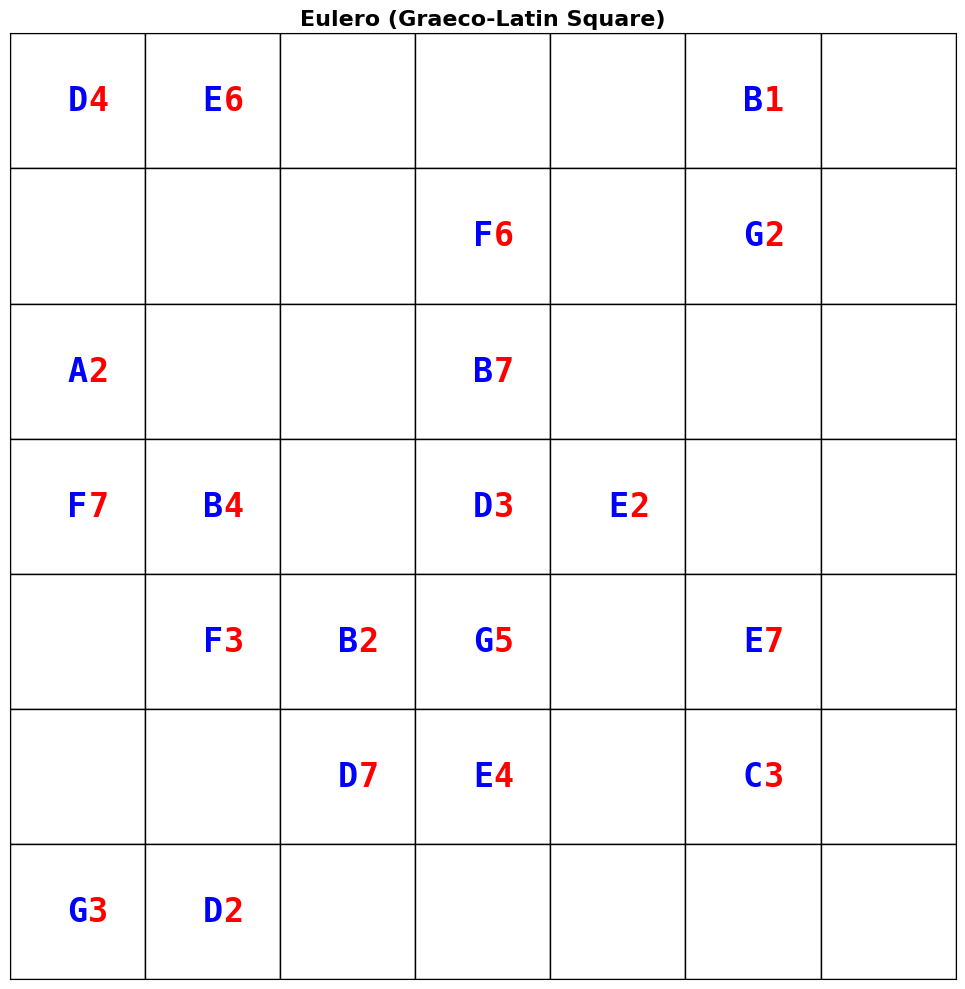 Eulero (Graeco-Latin Square)
D4 E6 B1
F6 G2
A2 B7
F7 B4 D3 E2
F3 B2 G5 E7
D7 E4 C3
G3 D2